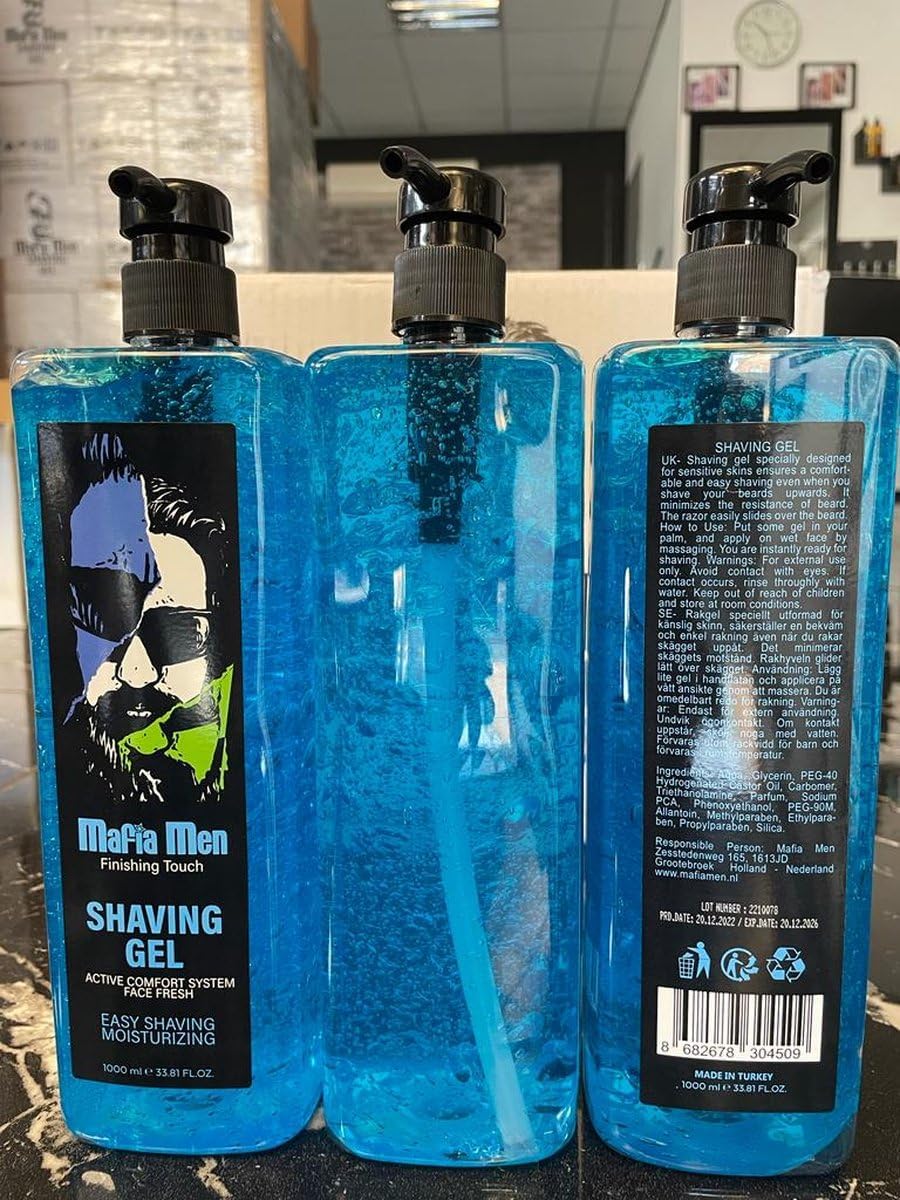 Mafia Men
Mafia Men
Mafia Men
Finishing Touch
SHAVING
GEL
ACTIVE COMFORT SYSTEM
FACE FRESH
EASY SHAVING
MOISTURIZING
1000 ml e 33.81 FL.OZ.
SHAVING GEL
UK- Shaving gel specially designed
for sensitive skins ensures a comfort-
able and easy shaving even when you
shave your beards upwards. It
minimizes the resistance of beard.
The razor easily slides over the beard.
How to Use: Put some gel in your
palm, and apply on wet face by
massaging. You are instantly ready for
shaving. Warnings: For external use
only. Avoid contact with eyes. If
contact occurs, rinse throughly with
water. Keep out of reach of children
and store at room conditions.
SE- Rakgel speciellt utformad för
känslig skinn, säkerställer en bekväm
och enkel rakning även när du rakar
skägget uppåt. Det minimerar
skäggets motstånd. Rakhyveln glider
lätt över skägget. Användning: Lägg
lite gel i handflatan och applicera på
vått ansikte genom att massera. Du är
omedelbart redo för rakning. Varning-
ar: Endast för extern användning.
Undvik ögonkontakt. Om kontakt
uppstår, skölj noga med vatten.
Förvaras utom räckvidd för barn och
förvaras i rumstemperatur.
Ingredients: Aqua, Glycerin, PEG-40
Hydrogenated Castor Oil, Carbomer,
Triethanolamine, Parfum, Sodium
PCA, Phenoxyethanol, PEG-90M,
Allantoin, Methylparaben, Ethylpara-
ben, Propylparaben, Silica.
Responsible Person: Mafia Men
Zesstedenweg 165, 1613JD
Grootebroek Holland - Nederland
www.mafiamen.nl
LOT NUMBER : 2210078
PRD.DATE: 20.12.2022 / EXP.DATE: 20.12.2026
8 682678 304509
MADE IN TURKEY
1000 ml e 33.81 FL.OZ.